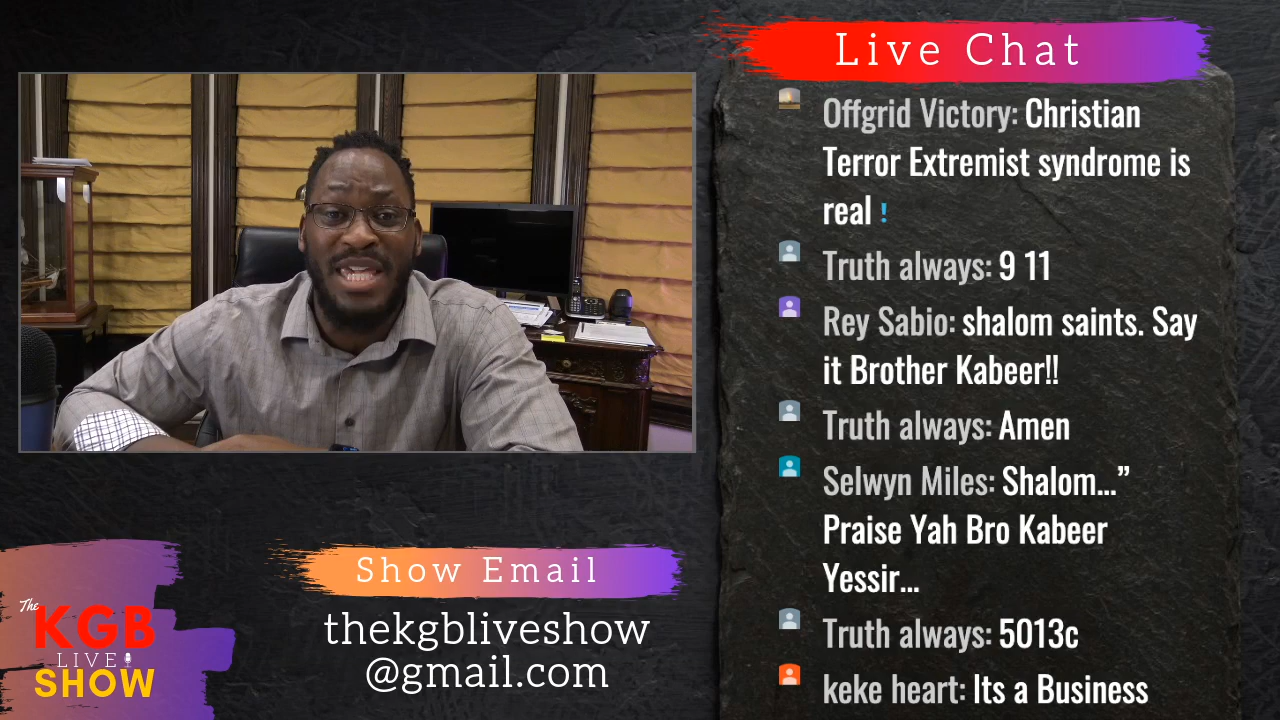 Live Chat
Offgrid Victory: Christian
Terror Extremist syndrome is
real !
Truth always: 9 11
Rey Sabio: shalom saints. Say
it Brother Kabeer!!
Truth always: Amen
Selwyn Miles: Shalom...”
Praise Yah Bro Kabeer
Yessir...
Truth always: 5013c
keke heart: Its a Business
Show Email
thekgbliveshow
@gmail.com
The
KGB
LIVE
SHOW